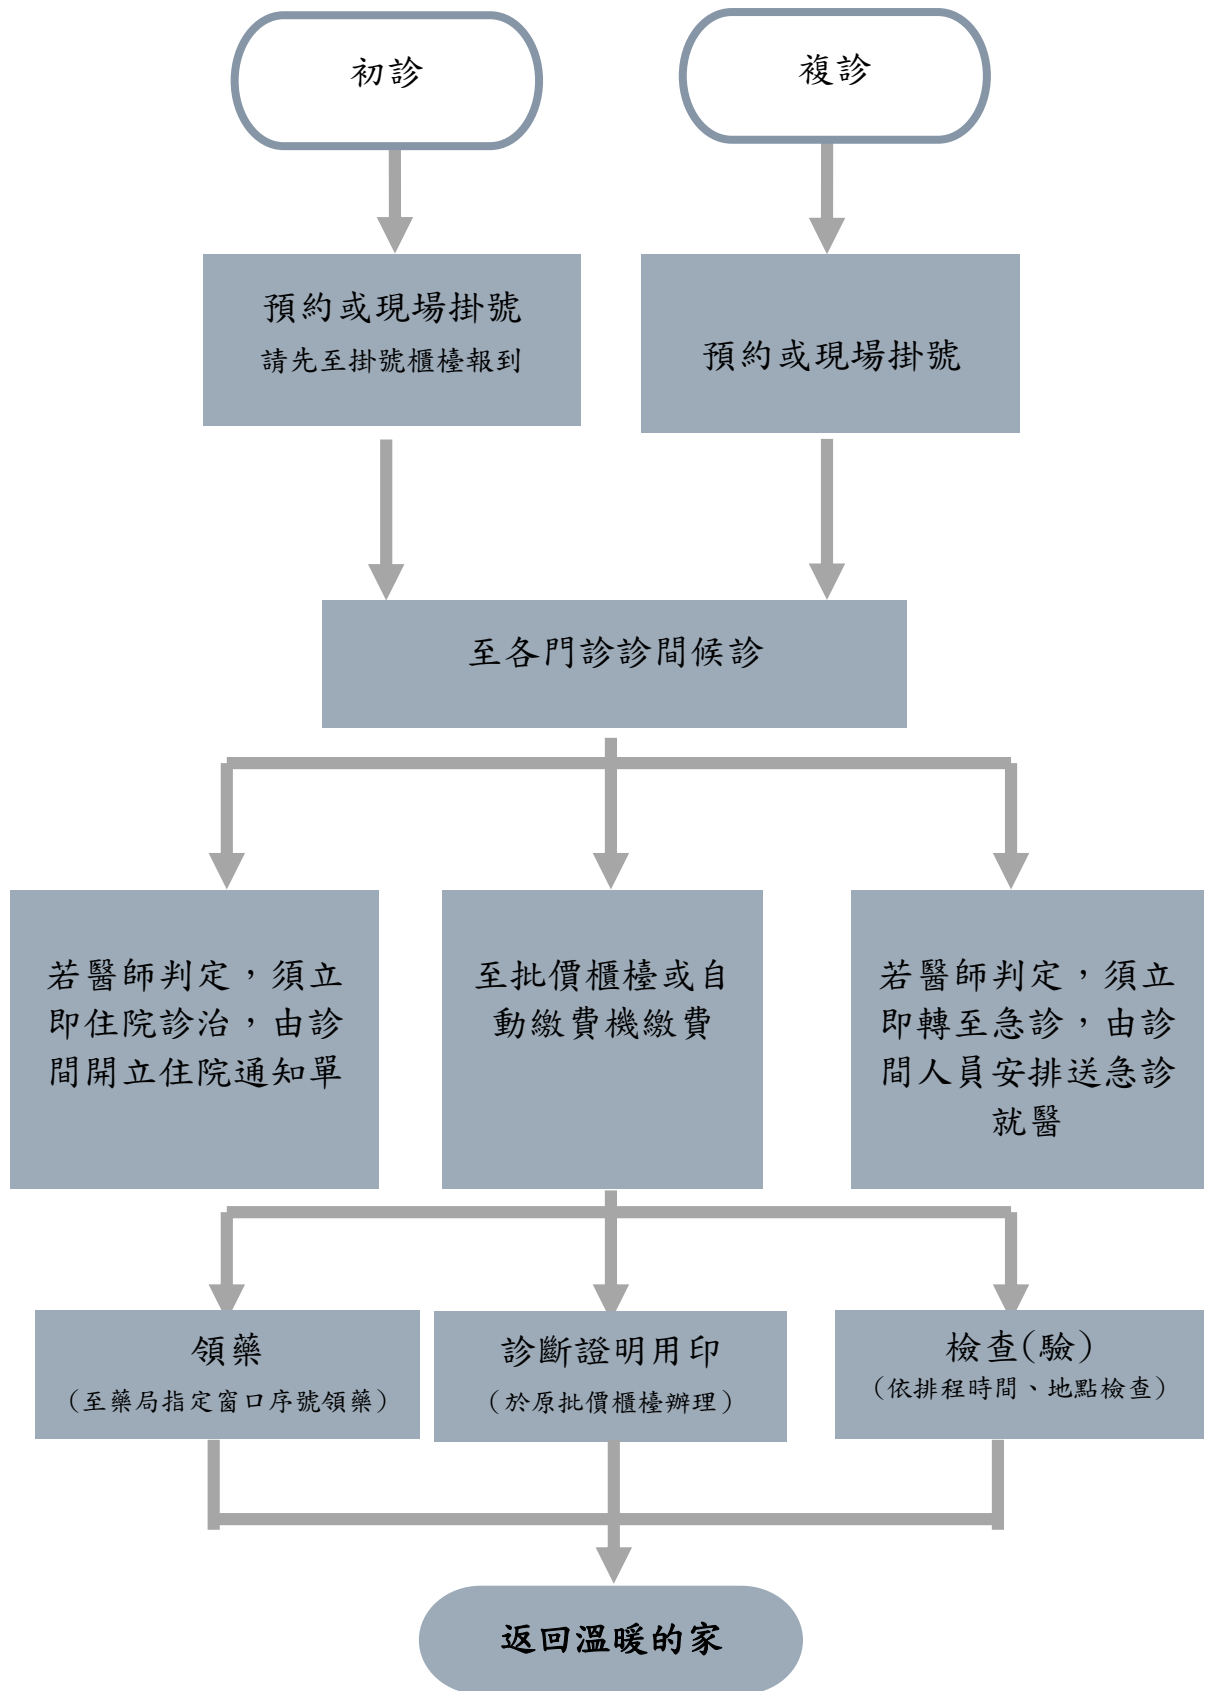 初診
複診
預約或現場掛號
請先至掛號櫃檯報到
預約或現場掛號
至各門診診間候診
若醫師判定，須立
即住院診治，由診
間開立住院通知單
至批價櫃檯或自
動繳費機繳費
若醫師判定，須立
即轉至急診，由診
間人員安排送急診
就醫
領藥
（至藥局指定窗口序號領藥）
診斷證明用印
（於原批價櫃檯辦理）
檢查(驗)
（依排程時間、地點檢查）
返回溫暖的家